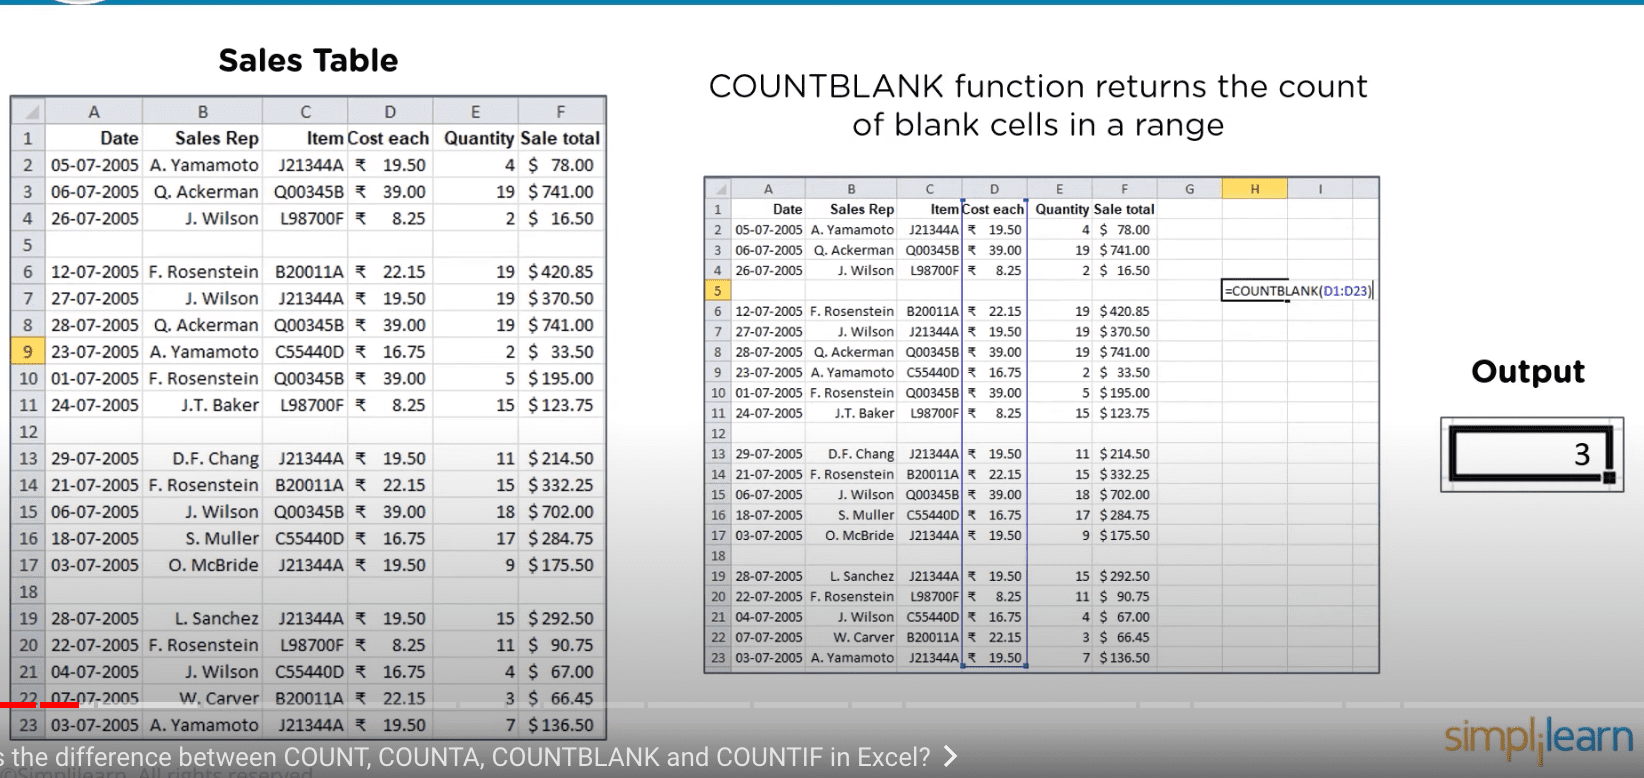 Sales Table
A B C D E F
1 Date Sales Rep Item Cost each Quantity Sale total
2 05-07-2005 A. Yamamoto J21344A ₹ 19.50 4 $ 78.00
3 06-07-2005 Q. Ackerman Q00345B ₹ 39.00 19 $ 741.00
4 26-07-2005 J. Wilson L98700F ₹ 8.25 2 $ 16.50
5
6 12-07-2005 F. Rosenstein B20011A ₹ 22.15 19 $ 420.85
7 27-07-2005 J. Wilson J21344A ₹ 19.50 19 $ 370.50
8 28-07-2005 Q. Ackerman Q00345B ₹ 39.00 19 $ 741.00
9 23-07-2005 A. Yamamoto C55440D ₹ 16.75 2 $ 33.50
10 01-07-2005 F. Rosenstein Q00345B ₹ 39.00 5 $ 195.00
11 24-07-2005 J.T. Baker L98700F ₹ 8.25 15 $ 123.75
12
13 29-07-2005 D.F. Chang J21344A ₹ 19.50 11 $ 214.50
14 21-07-2005 F. Rosenstein B20011A ₹ 22.15 15 $ 332.25
15 06-07-2005 J. Wilson Q00345B ₹ 39.00 18 $ 702.00
16 18-07-2005 S. Muller C55440D ₹ 16.75 17 $ 284.75
17 03-07-2005 O. McBride J21344A ₹ 19.50 9 $ 175.50
18
19 28-07-2005 L. Sanchez J21344A ₹ 19.50 15 $ 292.50
20 22-07-2005 F. Rosenstein L98700F ₹ 8.25 11 $ 90.75
21 04-07-2005 J. Wilson C55440D ₹ 16.75 4 $ 67.00
22 07-07-2005 W. Carver B20011A ₹ 22.15 3 $ 66.45
23 03-07-2005 A. Yamamoto J21344A ₹ 19.50 7 $ 136.50
COUNTBLANK function returns the count
of blank cells in a range
A B C D E F G H I
1 Date Sales Rep Item Cost each Quantity Sale total
2 05-07-2005 A. Yamamoto J21344A ₹ 19.50 4 $ 78.00
3 06-07-2005 Q. Ackerman Q00345B ₹ 39.00 19 $ 741.00
4 26-07-2005 J. Wilson L98700F ₹ 8.25 2 $ 16.50
5 =COUNTBLANK(D1:D23)
6 12-07-2005 F. Rosenstein B20011A ₹ 22.15 19 $ 420.85
7 27-07-2005 J. Wilson J21344A ₹ 19.50 19 $ 370.50
8 28-07-2005 Q. Ackerman Q00345B ₹ 39.00 19 $ 741.00
9 23-07-2005 A. Yamamoto C55440D ₹ 16.75 2 $ 33.50
10 01-07-2005 F. Rosenstein Q00345B ₹ 39.00 5 $ 195.00
11 24-07-2005 J.T. Baker L98700F ₹ 8.25 15 $ 123.75
12
13 29-07-2005 D.F. Chang J21344A ₹ 19.50 11 $ 214.50
14 21-07-2005 F. Rosenstein B20011A ₹ 22.15 15 $ 332.25
15 06-07-2005 J. Wilson Q00345B ₹ 39.00 18 $ 702.00
16 18-07-2005 S. Muller C55440D ₹ 16.75 17 $ 284.75
17 03-07-2005 O. McBride J21344A ₹ 19.50 9 $ 175.50
18
19 28-07-2005 L. Sanchez J21344A ₹ 19.50 15 $ 292.50
20 22-07-2005 F. Rosenstein L98700F ₹ 8.25 11 $ 90.75
21 04-07-2005 J. Wilson C55440D ₹ 16.75 4 $ 67.00
22 07-07-2005 W. Carver B20011A ₹ 22.15 3 $ 66.45
23 03-07-2005 A. Yamamoto J21344A ₹ 19.50 7 $ 136.50
Output
3
simplilearn
s the difference between COUNT, COUNTA, COUNTBLANK and COUNTIF in Excel?
©Simplilearn. All rights reserved